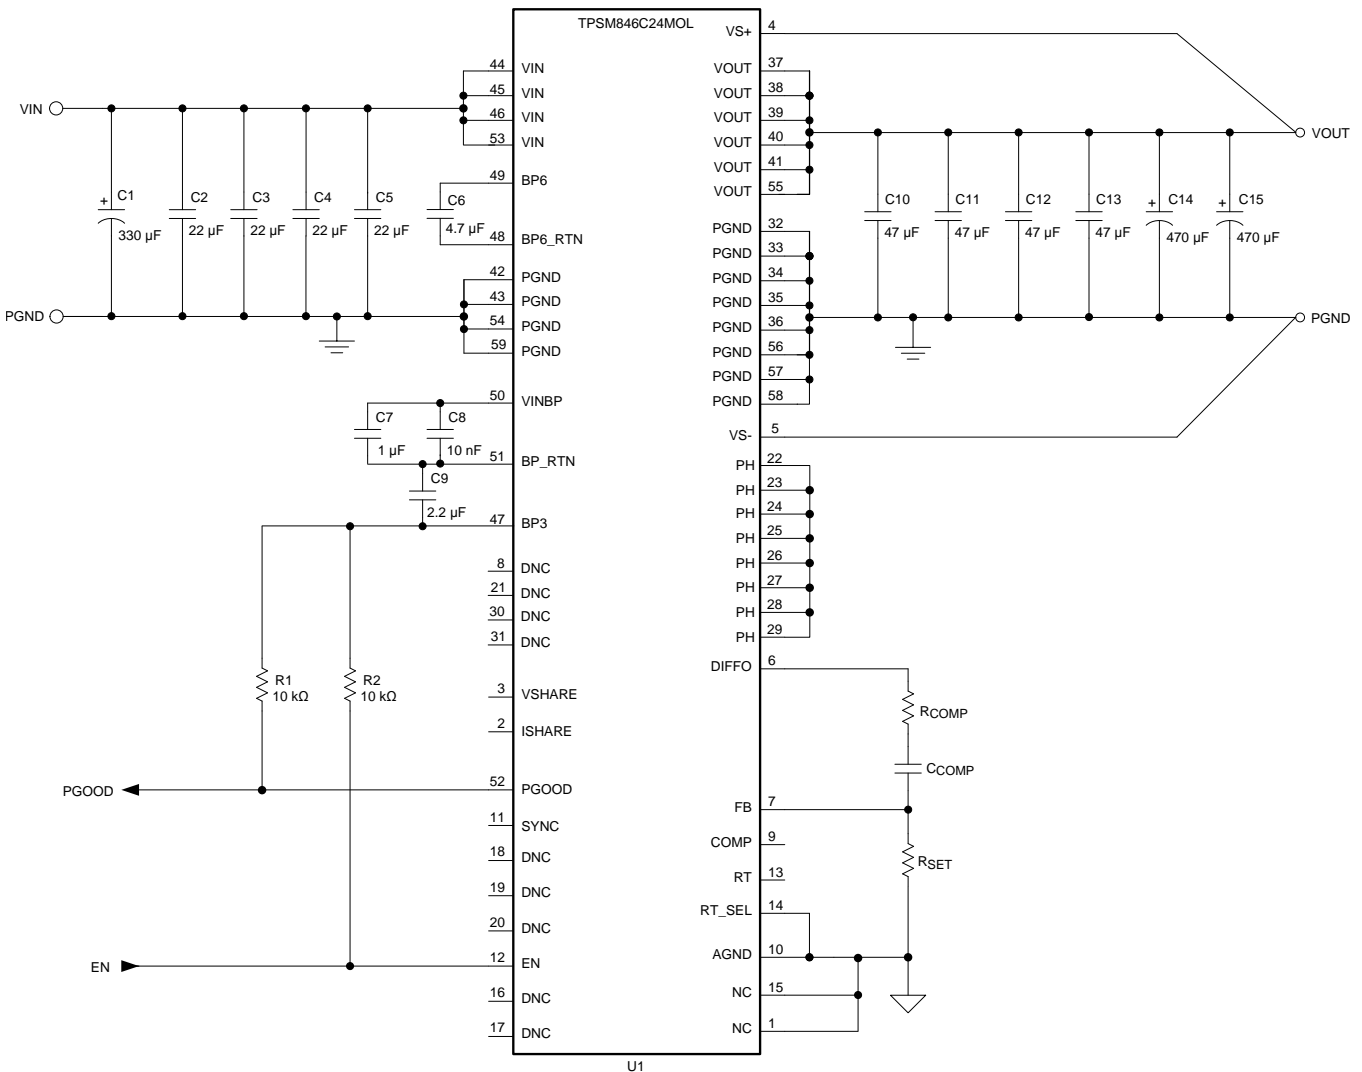 TPSM846C24MOL
VIN
C1
+
330 µF
C2
22 µF
C3
22 µF
C4
22 µF
C5
22 µF
PGND
44 VIN
45 VIN
46 VIN
53 VIN
49 BP6
C6
4.7 µF
48 BP6_RTN
42 PGND
43 PGND
54 PGND
59 PGND
50 VINBP
C7
1 µF
C8
10 nF
51 BP_RTN
C9
2.2 µF
47 BP3
8 DNC
21 DNC
30 DNC
31 DNC
R1
10 kΩ
R2
10 kΩ
3 VSHARE
2 ISHARE
PGOOD
52 PGOOD
11 SYNC
18 DNC
19 DNC
20 DNC
EN
12 EN
16 DNC
17 DNC
VS+ 4
VOUT 37
VOUT 38
VOUT 39
VOUT 40
VOUT 41
VOUT 55
VOUT
C10
47 µF
C11
47 µF
C12
47 µF
C13
47 µF
+
C14
470 µF
+
C15
470 µF
PGND 32
PGND 33
PGND 34
PGND 35
PGND 36
PGND 56
PGND 57
PGND 58
PGND
VS- 5
PH 22
PH 23
PH 24
PH 25
PH 26
PH 27
PH 28
PH 29
DIFFO 6
RCOMP
CCOMP
FB 7
COMP 9
RSET
RT 13
RT_SEL 14
AGND 10
NC 15
NC 1
U1